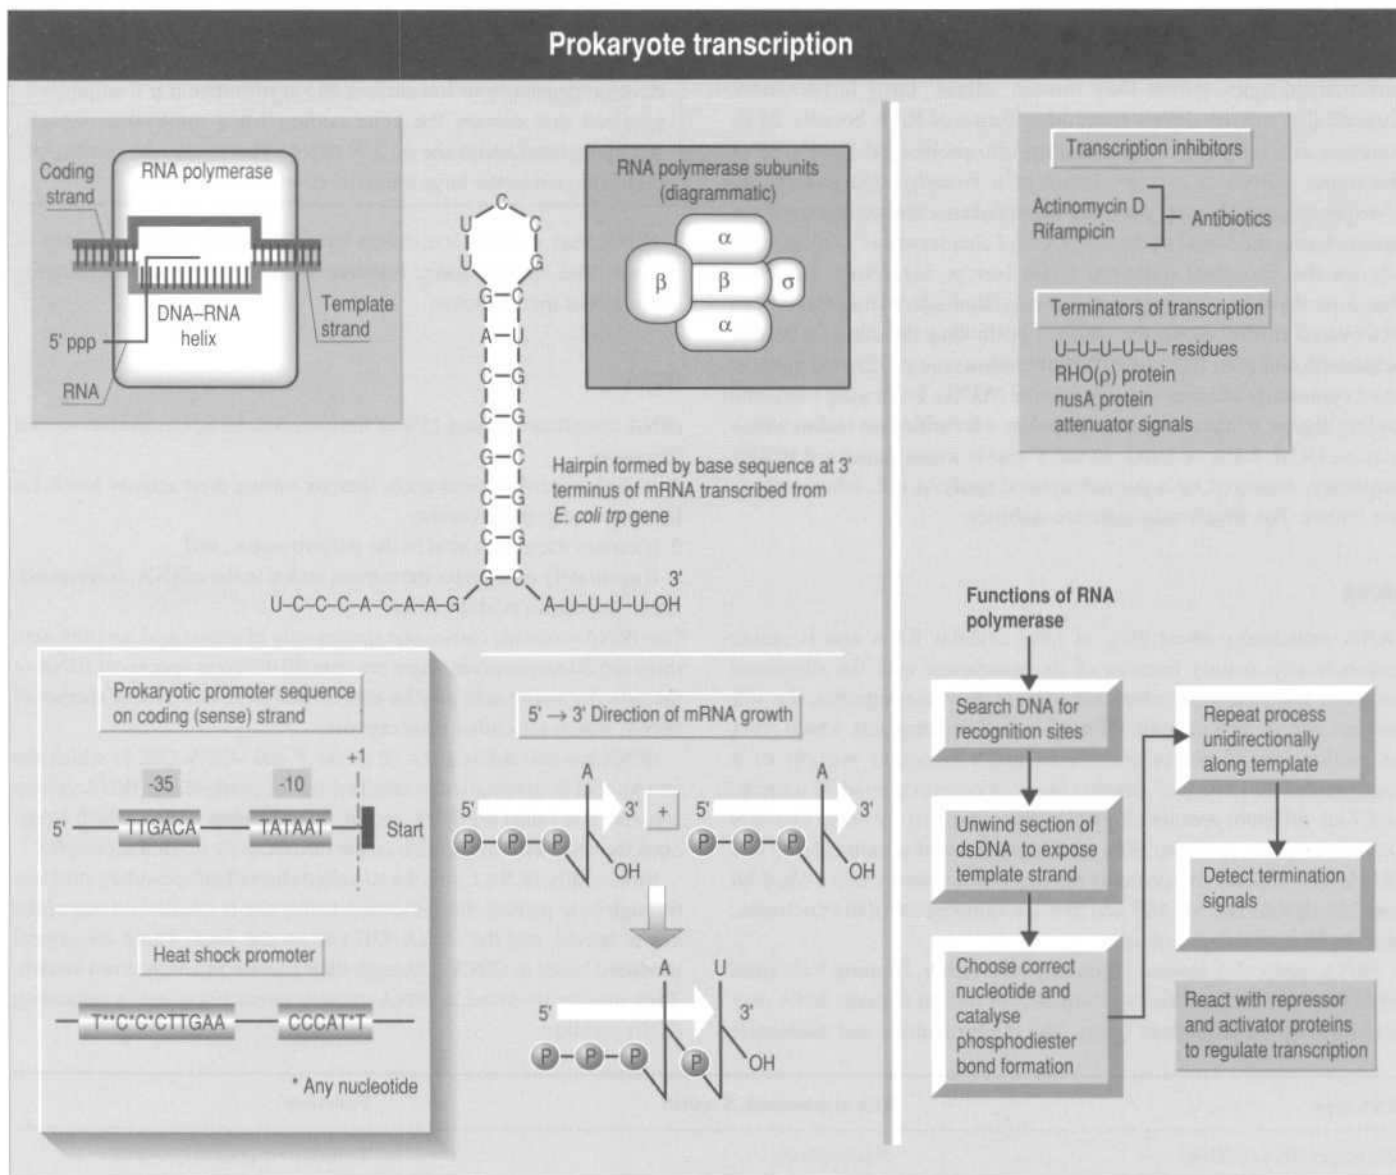 Prokaryote transcription
Coding
strand
RNA polymerase
DNA–RNA
helix
5' ppp
RNA
Template
strand
U-C-C-C-A-C-A-A-G
G
C
C
G
C
C
A
G
U
U
C
C
G
C
U
G
G
C
G
G
C
A-U-U-U-U-OH
3'
Hairpin formed by base sequence at 3'
terminus of mRNA transcribed from
E. coli trp gene
RNA polymerase subunits
(diagrammatic)
α
β
β
σ
α
Transcription inhibitors
Actinomycin D
Rifampicin
Antibiotics
Terminators of transcription
U–U–U–U–U– residues
RHO(ρ) protein
nusA protein
attenuator signals
Prokaryotic promoter sequence
on coding (sense) strand
-35
-10
+1
5'
TTGACA
TATAAT
Start
Heat shock promoter
T**C*C*CTTGAA
CCCAT*T
* Any nucleotide
5' → 3' Direction of mRNA growth
A
5'
3'
P
P
P
OH
+
A
5'
3'
P
P
P
OH
A
U
5'
3'
P
P
P
P
OH
Functions of RNA
polymerase
Search DNA for
recognition sites
Unwind section of
dsDNA to expose
template strand
Choose correct
nucleotide and
catalyse
phosphodiester
bond formation
Repeat process
unidirectionally
along template
Detect termination
signals
React with repressor
and activator proteins
to regulate transcription